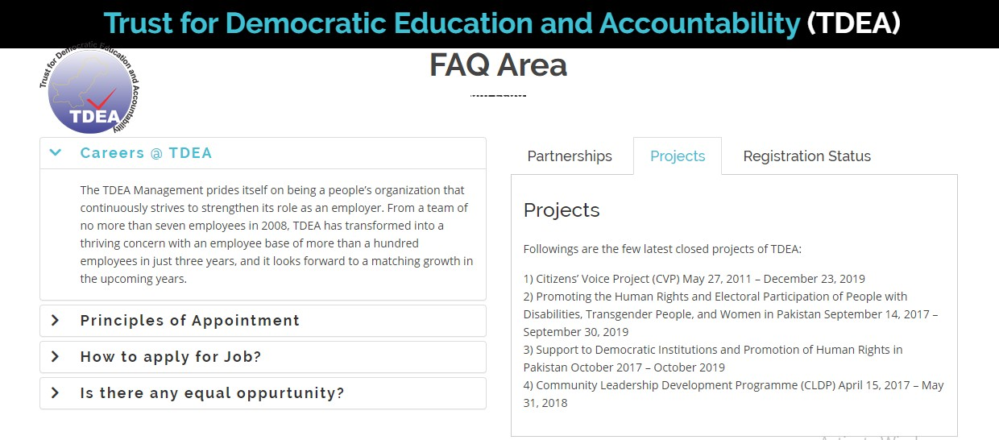 Trust for Democratic Education and Accountability (TDEA)
Trust for Democratic Education and Accountability
TDEA
FAQ Area
Careers @ TDEA
The TDEA Management prides itself on being a people’s organization that
continuously strives to strengthen its role as an employer. From a team of
no more than seven employees in 2008, TDEA has transformed into a
thriving concern with an employee base of more than a hundred
employees in just three years, and it looks forward to a matching growth in
the upcoming years.
Principles of Appointment
How to apply for Job?
Is there any equal oppurtunity?
Partnerships
Projects
Registration Status
Projects
Followings are the few latest closed projects of TDEA:
1) Citizens’ Voice Project (CVP) May 27, 2011 – December 23, 2019
2) Promoting the Human Rights and Electoral Participation of People with
Disabilities, Transgender People, and Women in Pakistan September 14, 2017 –
September 30, 2019
3) Support to Democratic Institutions and Promotion of Human Rights in
Pakistan October 2017 – October 2019
4) Community Leadership Development Programme (CLDP) April 15, 2017 – May
31, 2018